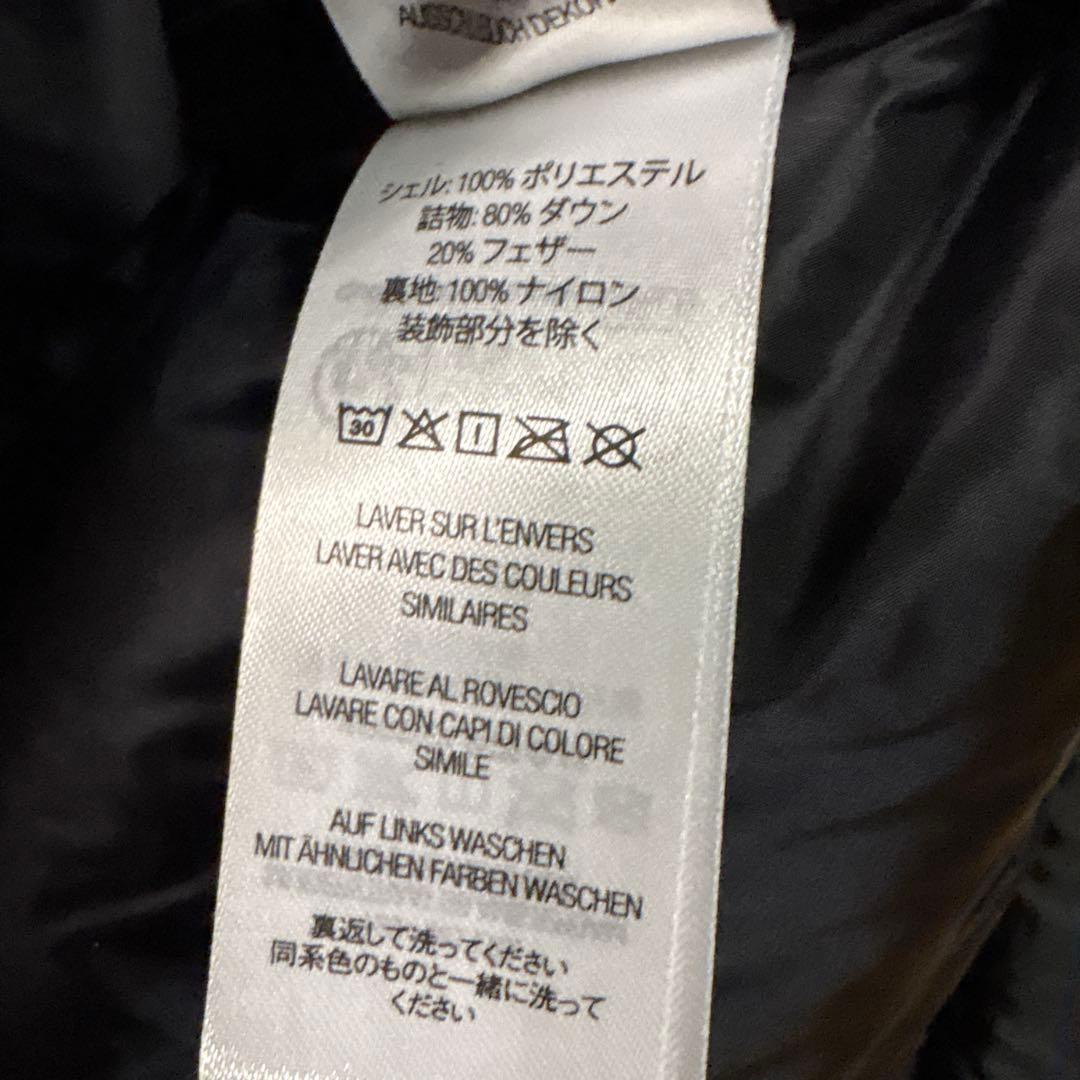 AUSSCHLIESSLICH DEKOR
シェル: 100% ポリエステル
詰物: 80% ダウン
20% フェザー
裏地: 100% ナイロン
装飾部分を除く
30
LAVER SUR L'ENVERS
LAVER AVEC DES COULEURS
SIMILAIRES
LAVARE AL ROVESCIO
LAVARE CON CAPI DI COLORE
SIMILE
AUF LINKS WASCHEN
MIT ÄHNLICHEN FARBEN WASCHEN
裏返して洗ってください
同系色のものと一緒に洗って
ください